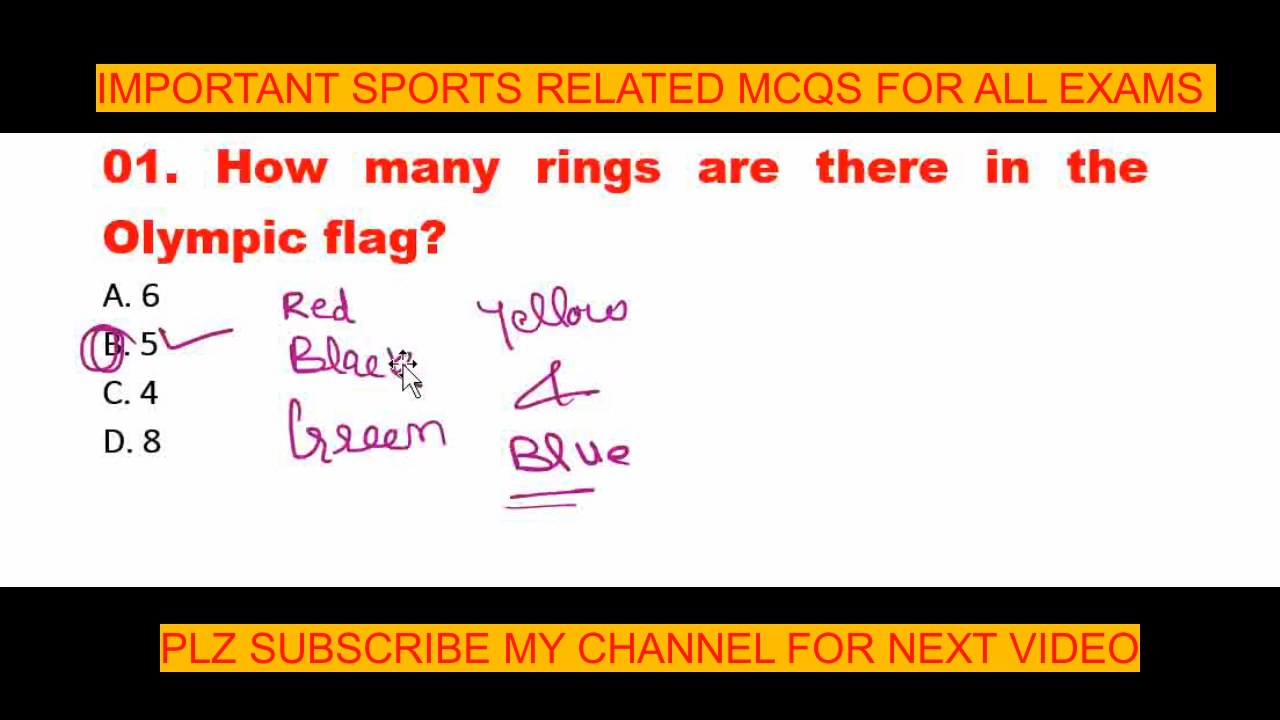 IMPORTANT SPORTS RELATED MCQS FOR ALL EXAMS
01. How many rings are there in the
Olympic flag?
A. 6
B. 5
C. 4
D. 8
Red
Black
Green
Yellow
&
Blue
PLZ SUBSCRIBE MY CHANNEL FOR NEXT VIDEO